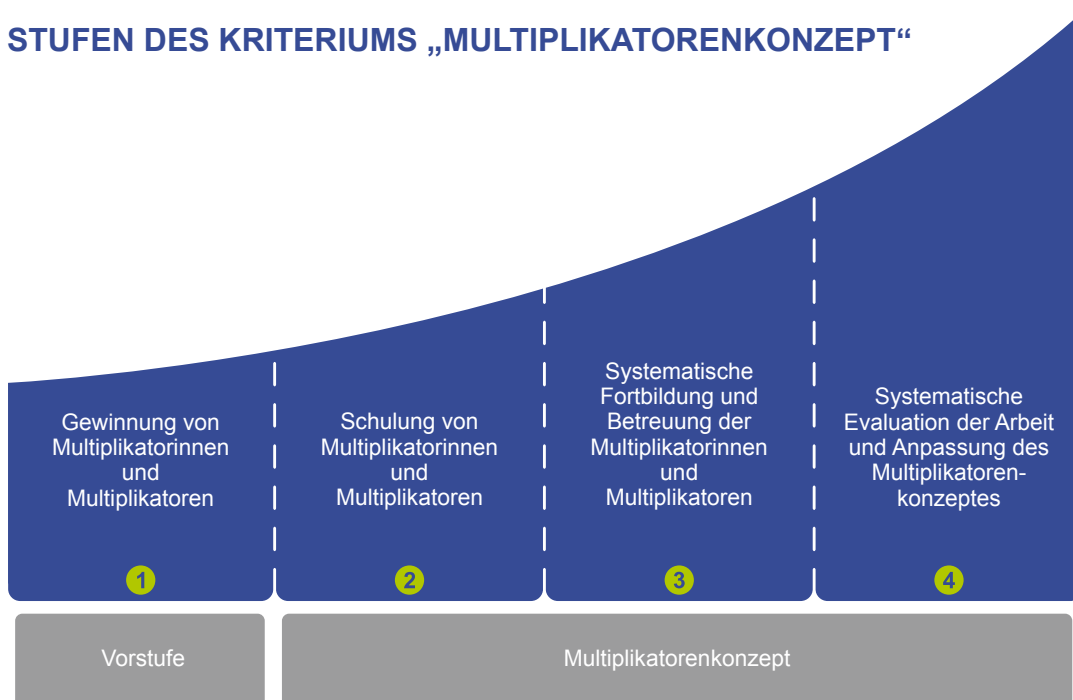 STUFEN DES KRITERIUMS „MULTIPLIKATORENKONZEPT“
Gewinnung von
Multiplikatorinnen
und
Multiplikatoren
1
Schulung von
Multiplikatorinnen
und
Multiplikatoren
2
Systematische
Fortbildung und
Betreuung der
Multiplikatorinnen
und
Multiplikatoren
3
Systematische
Evaluation der Arbeit
und Anpassung des
Multiplikatoren-
konzeptes
4
Vorstufe
Multiplikatorenkonzept